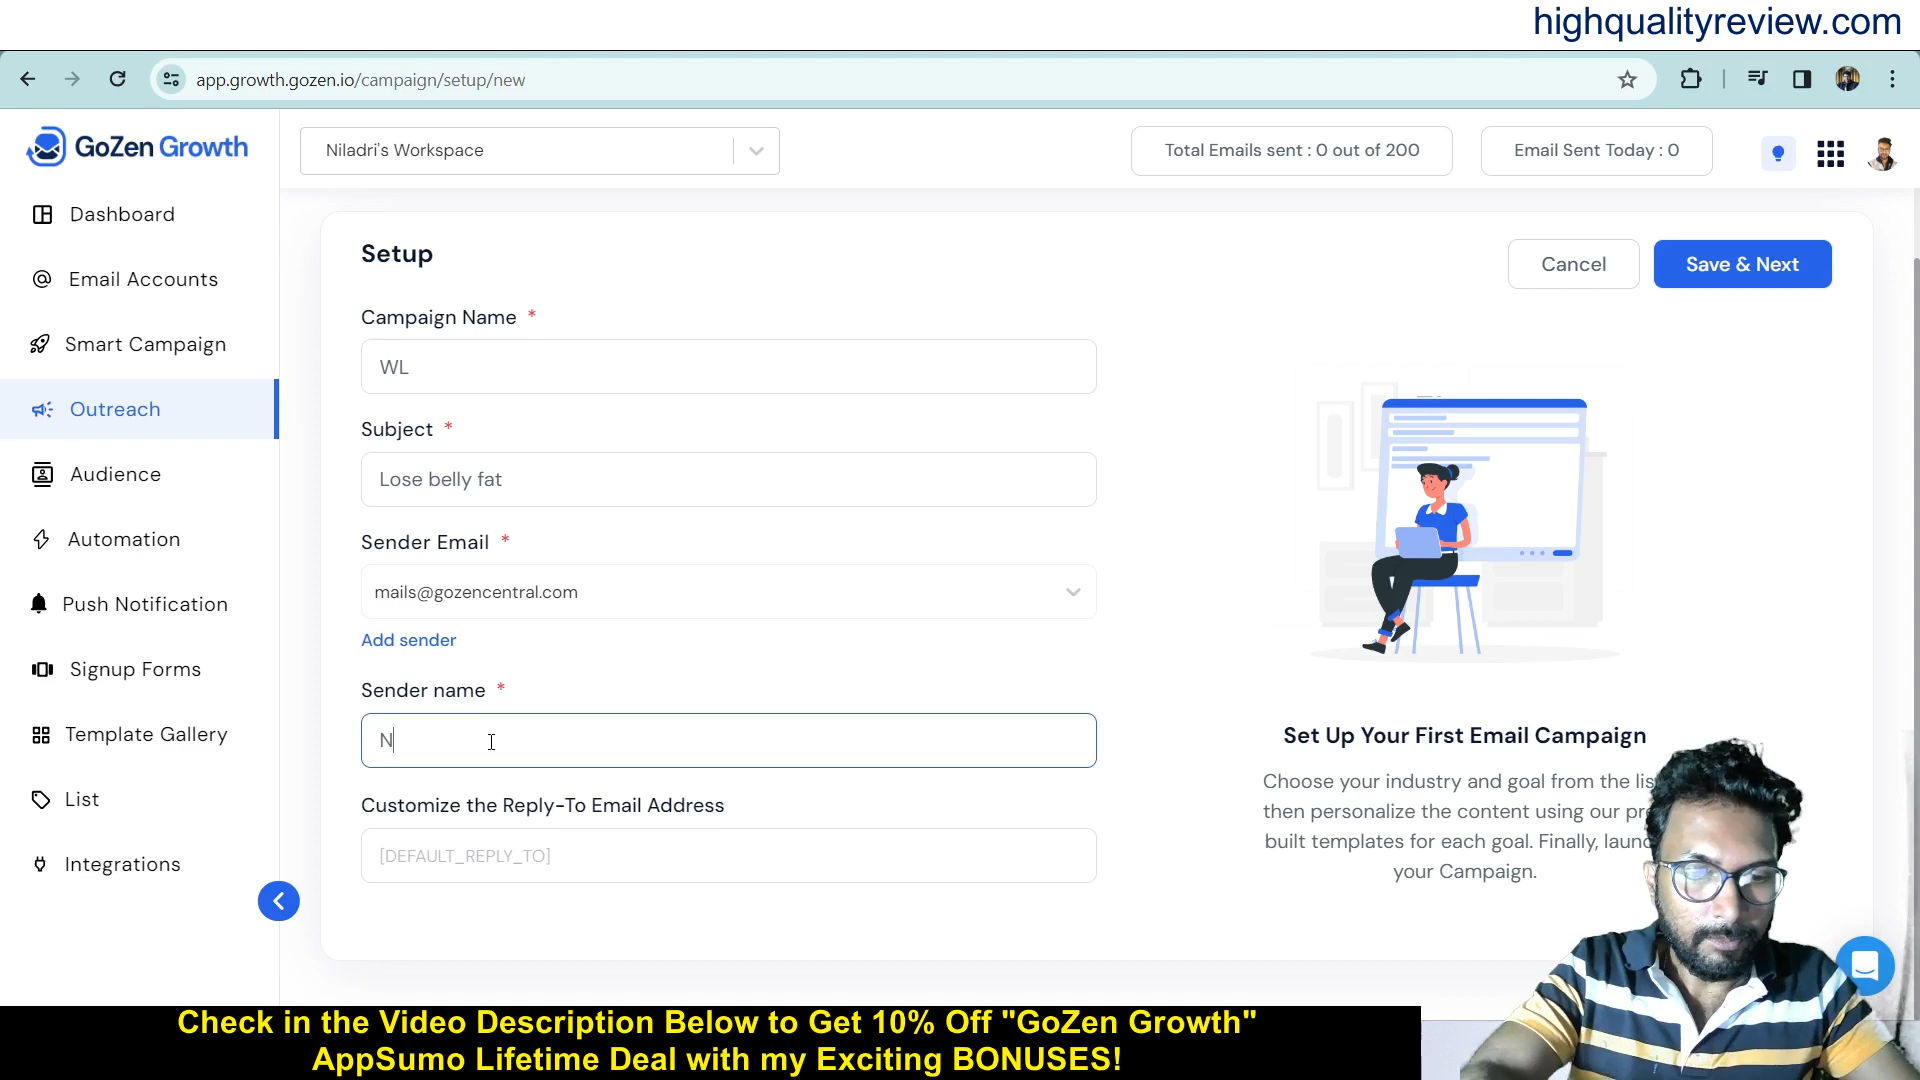 highqualityreview.com
app.growth.gozen.io/campaign/setup/new
GoZen Growth
Niladri's Workspace
Total Emails sent : 0 out of 200
Email Sent Today : 0
Dashboard
Email Accounts
Smart Campaign
Outreach
Audience
Automation
Push Notification
Signup Forms
Template Gallery
List
Integrations
Setup
Cancel
Save & Next
Campaign Name *
WL
Subject *
Lose belly fat
Sender Email *
mails@gozencentral.com
Add sender
Sender name *
N
Customize the Reply-To Email Address
[DEFAULT_REPLY_TO]
Set Up Your First Email Campaign
Choose your industry and goal from the
then personalize the content using our
built templates for each goal. Finally,
your Campaign.
Check in the Video Description Below to Get 10% Off "GoZen Growth"
AppSumo Lifetime Deal with my Exciting BONUSES!